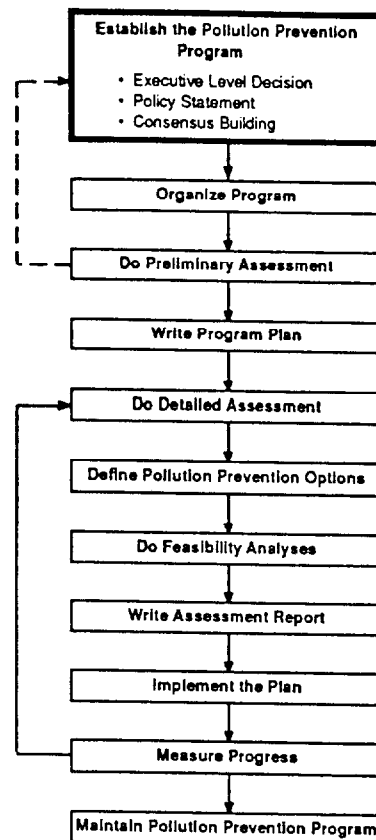 Establish the Pollution Prevention
Program
• Executive Level Decision
• Policy Statement
• Consensus Building
Organize Program
Do Preliminary Assessment
Write Program Plan
Do Detailed Assessment
Define Pollution Prevention Options
Do Feasibility Analyses
Write Assessment Report
Implement the Plan
Measure Progress
Maintain Pollution Prevention Program